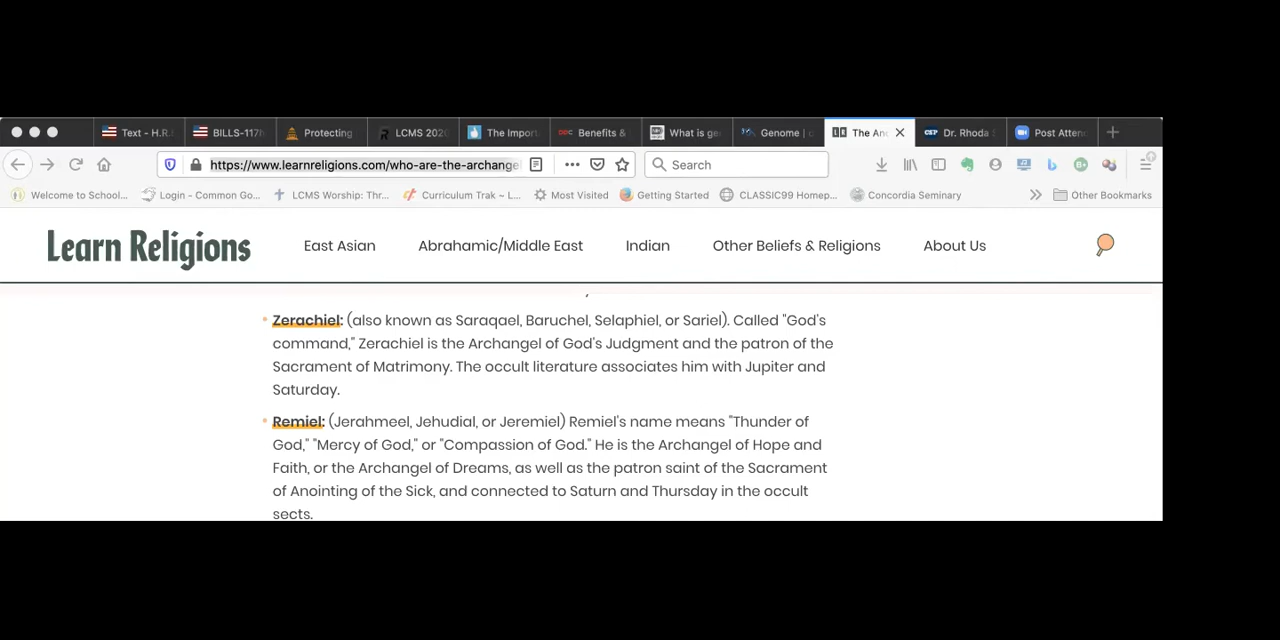 Text - H.R.
BILLS-117h
Protecting
LCMS 202
The Impor
Benefits &
What is ge
Genome |
The Arc
Dr. Rhoda
Post Atten
https://www.learnreligions.com/who-are-the-archange
Search
Welcome to School...
Login - Common Go...
LCMS Worship: Thr...
Curriculum Trak ~ L...
Most Visited
Getting Started
CLASSIC99 Homep...
Concordia Seminary
Other Bookmarks
Learn Religions
East Asian
Abrahamic/Middle East
Indian
Other Beliefs & Religions
About Us
Zerachiel: (also known as Saraqael, Baruchel, Selaphiel, or Sariel). Called "God's
command," Zerachiel is the Archangel of God's Judgment and the patron of the
Sacrament of Matrimony. The occult literature associates him with Jupiter and
Saturday.
Remiel: (Jerahmeel, Jehudial, or Jeremiel) Remiel's name means "Thunder of
God," "Mercy of God," or "Compassion of God." He is the Archangel of Hope and
Faith, or the Archangel of Dreams, as well as the patron saint of the Sacrament
of Anointing of the Sick, and connected to Saturn and Thursday in the occult
sects.